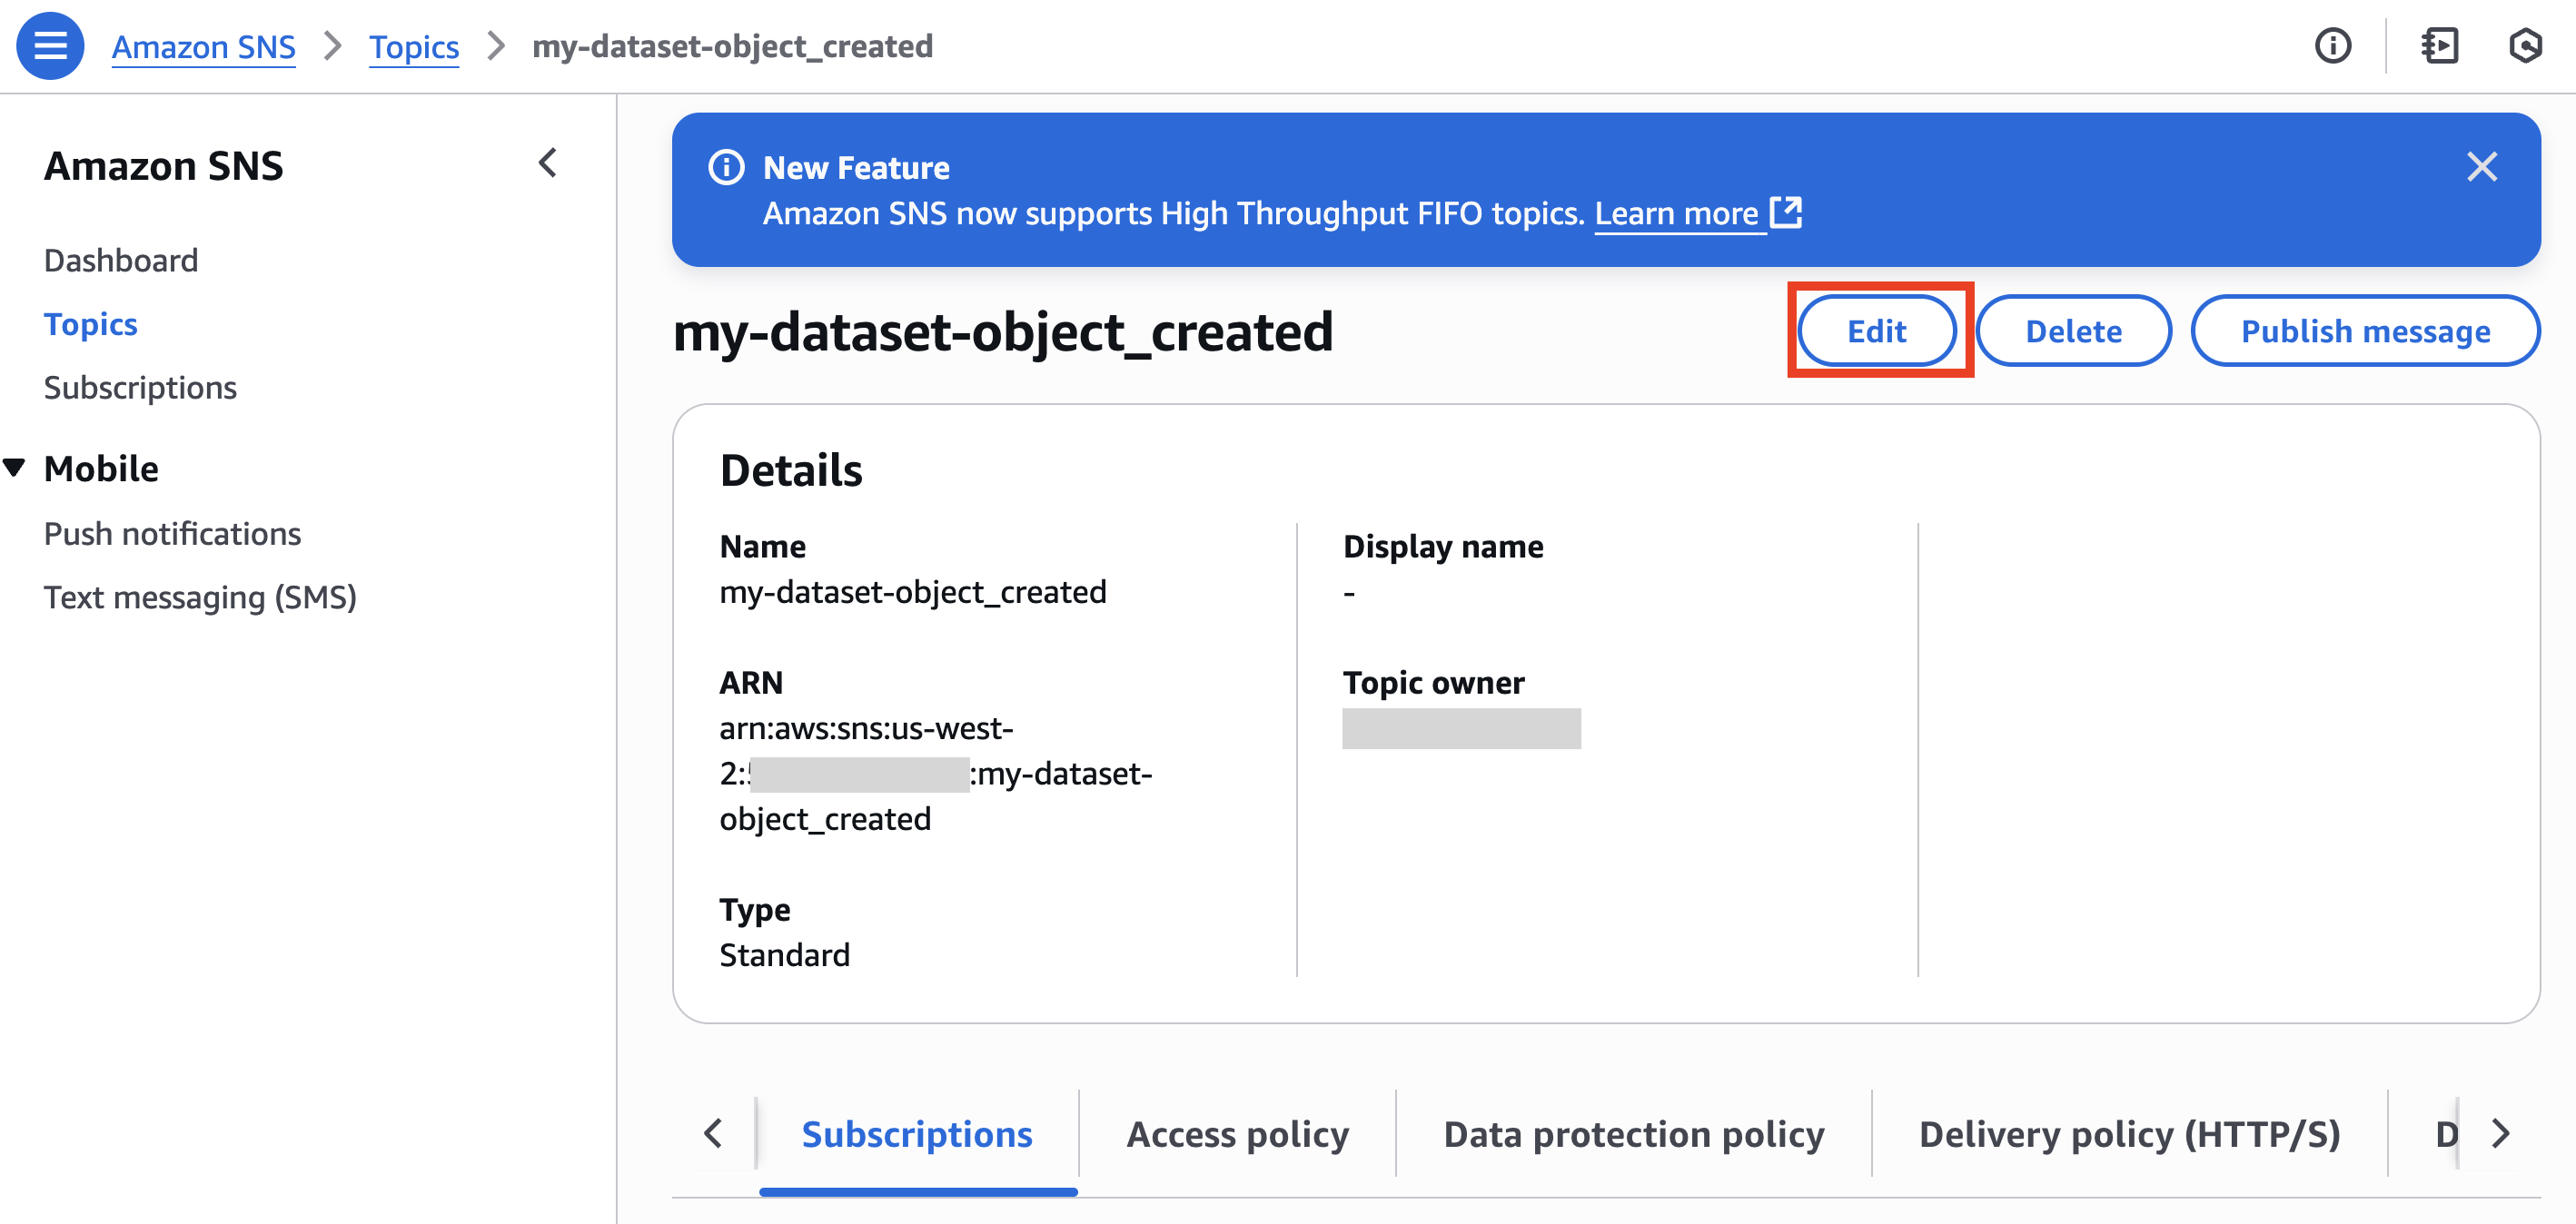 Amazon SNS > Topics > my-dataset-object_created
Amazon SNS
Dashboard
Topics
Subscriptions
Mobile
Push notifications
Text messaging (SMS)
New Feature
Amazon SNS now supports High Throughput FIFO topics. Learn more
my-dataset-object_created
Edit
Delete
Publish message
Details
Name
my-dataset-object_created
ARN
arn:aws:sns:us-west-
2: :my-dataset-
object_created
Type
Standard
Display name
-
Topic owner
Subscriptions
Access policy
Data protection policy
Delivery policy (HTTP/S)